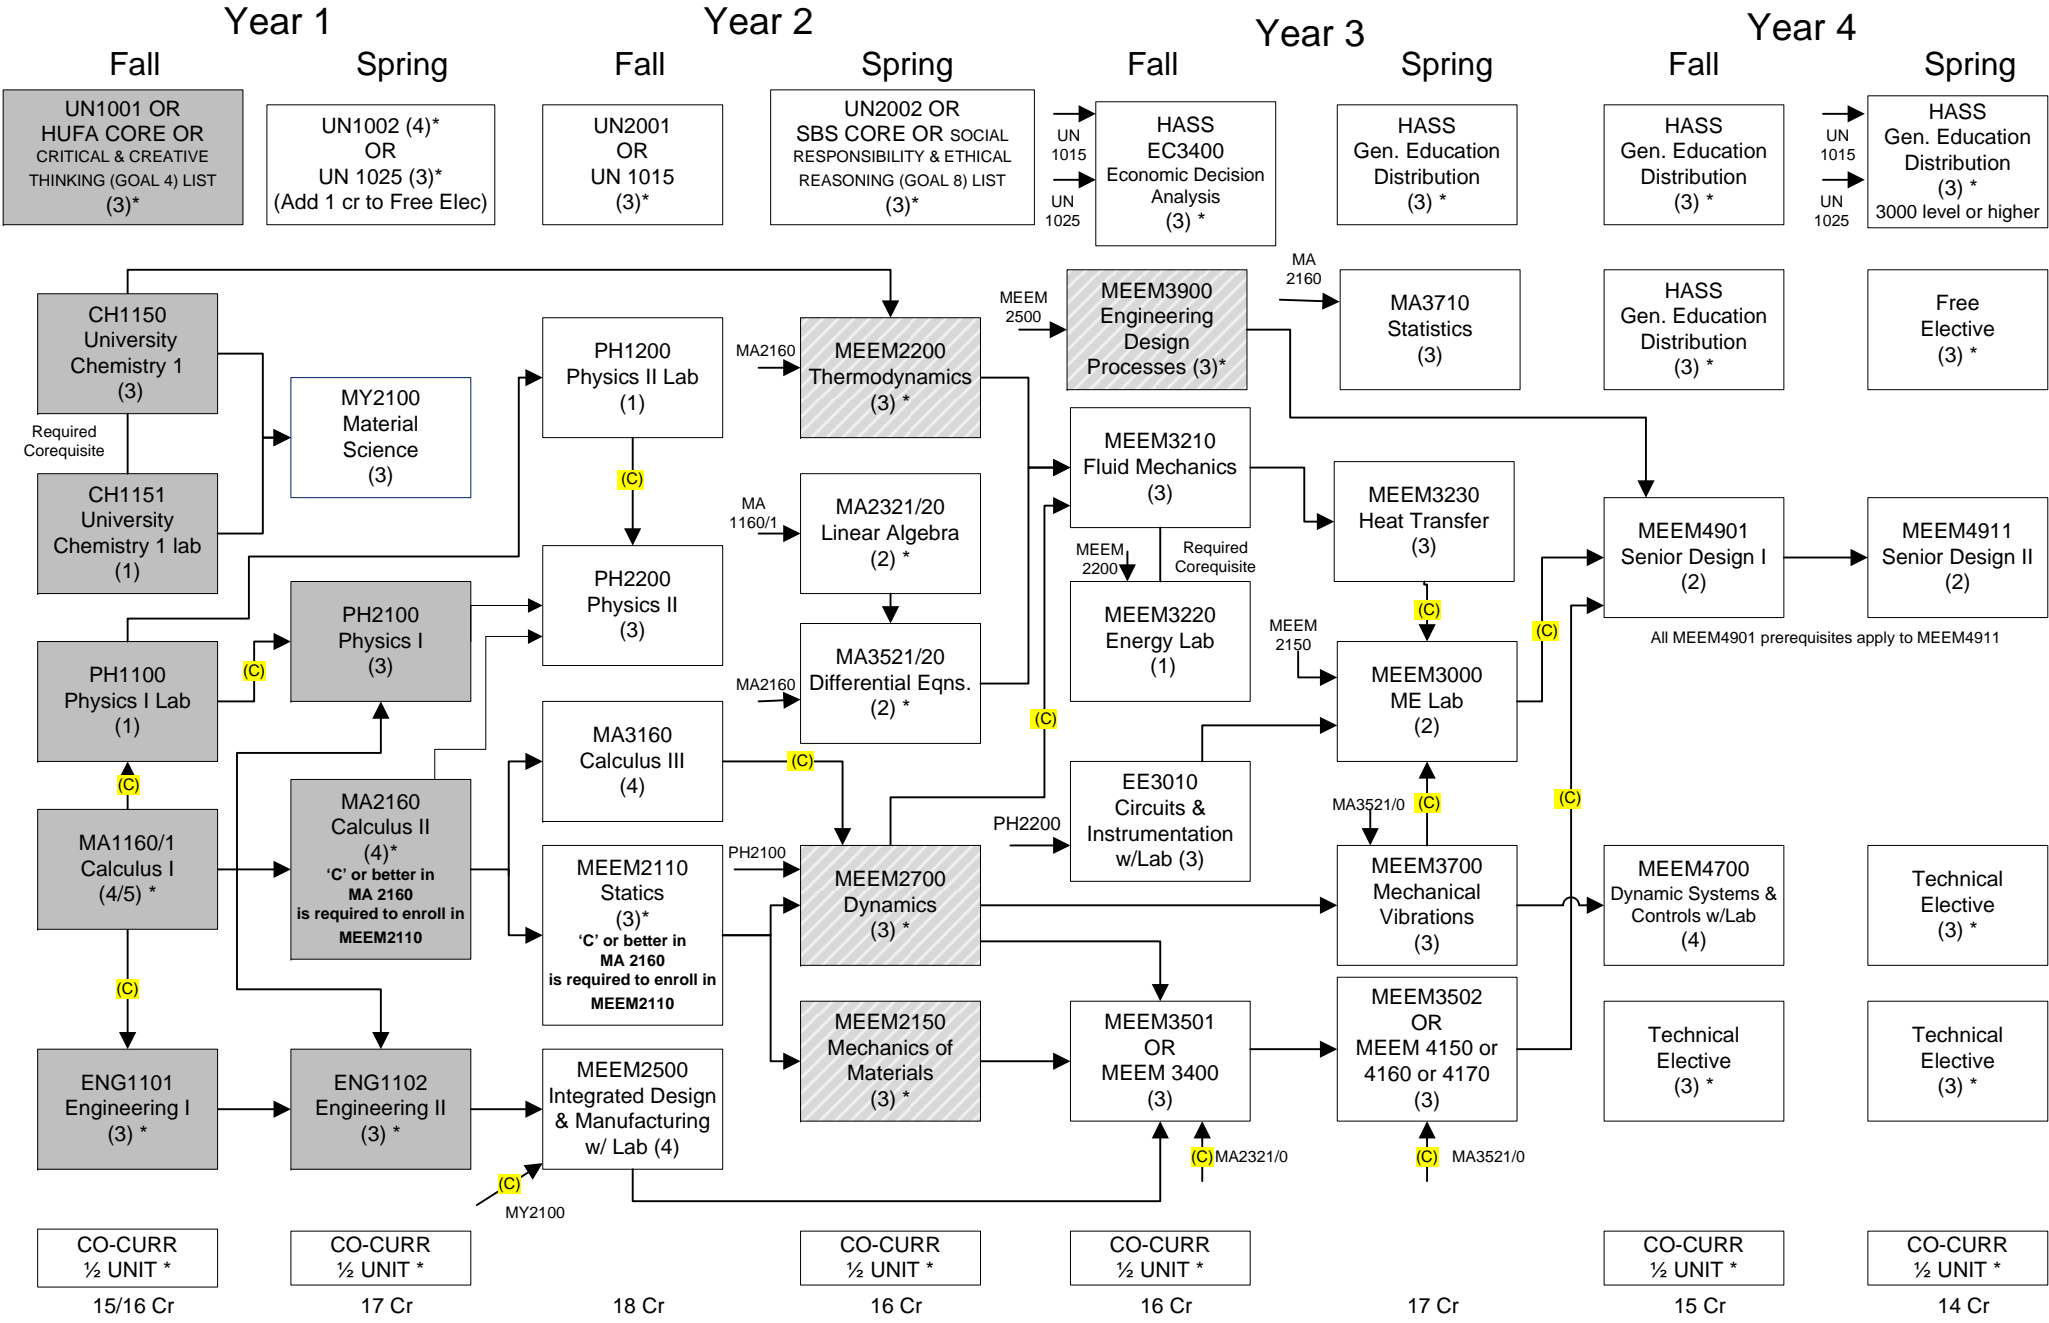 Year 1
Year 2
Year 3
Year 4
Fall
Spring
Fall
Spring
Fall
Spring
Fall
Spring
UN1001 OR
HUFA CORE OR
CRITICAL & CREATIVE
THINKING (GOAL 4) LIST
(3)*
UN1002 (4)*
OR
UN 1025 (3)*
(Add 1 cr to Free Elec)
UN2001
OR
UN 1015
(3)*
UN2002 OR
SBS CORE OR SOCIAL
RESPONSIBILITY & ETHICAL
REASONING (GOAL 8) LIST
(3)*
UN
1015
UN
1025
HASS
EC3400
Economic Decision
Analysis
(3) *
HASS
Gen. Education
Distribution
(3) *
HASS
Gen. Education
Distribution
(3) *
UN
1015
UN
1025
HASS
Gen. Education
Distribution
(3) *
3000 level or higher
CH1150
University
Chemistry 1
(3)
Required
Corequisite
CH1151
University
Chemistry 1 lab
(1)
PH1100
Physics I Lab
(1)
(C)
MA1160/1
Calculus I
(4/5) *
(C)
ENG1101
Engineering I
(3) *
MY2100
Material
Science
(3)
(C)
PH2100
Physics I
(3)
MA2160
Calculus II
(4)*
‘C’ or better in
MA 2160
is required to enroll in
MEEM2110
ENG1102
Engineering II
(3) *
PH1200
Physics II Lab
(1)
(C)
PH2200
Physics II
(3)
MA3160
Calculus III
(4)
MEEM2110
Statics
(3)*
‘C’ or better in
MA 2160
is required to enroll in
MEEM2110
MEEM2500
Integrated Design
& Manufacturing
w/ Lab (4)
(C)
MY2100
MA2160
MEEM2200
Thermodynamics
(3) *
MA
1160/1
MA2321/20
Linear Algebra
(2) *
MA2160
MA3521/20
Differential Eqns.
(2) *
(C)
PH2100
MEEM2700
Dynamics
(3) *
MEEM2150
Mechanics of
Materials
(3) *
MEEM
2500
MEEM3900
Engineering
Design
Processes (3)*
MEEM3210
Fluid Mechanics
(3)
MEEM
2200
Required
Corequisite
MEEM3220
Energy Lab
(1)
(C)
PH2200
EE3010
Circuits &
Instrumentation
w/Lab (3)
MEEM3501
OR
MEEM 3400
(3)
(C)
MA2321/0
MA
2160
MA3710
Statistics
(3)
MEEM3230
Heat Transfer
(3)
(C)
MEEM
2150
MEEM3000
ME Lab
(2)
MA3521/0
(C)
MEEM3700
Mechanical
Vibrations
(3)
MEEM3502
OR
MEEM 4150 or
4160 or 4170
(3)
(C)
MA3521/0
HASS
Gen. Education
Distribution
(3) *
(C)
(C)
MEEM4901
Senior Design I
(2)
All MEEM4901 prerequisites apply to MEEM4911
MEEM4700
Dynamic Systems &
Controls w/Lab
(4)
Technical
Elective
(3) *
Free
Elective
(3) *
MEEM4911
Senior Design II
(2)
Technical
Elective
(3) *
Technical
Elective
(3) *
CO-CURR
½ UNIT *
CO-CURR
½ UNIT *
CO-CURR
½ UNIT *
CO-CURR
½ UNIT *
CO-CURR
½ UNIT *
CO-CURR
½ UNIT *
15/16 Cr
17 Cr
18 Cr
16 Cr
16 Cr
17 Cr
15 Cr
14 Cr